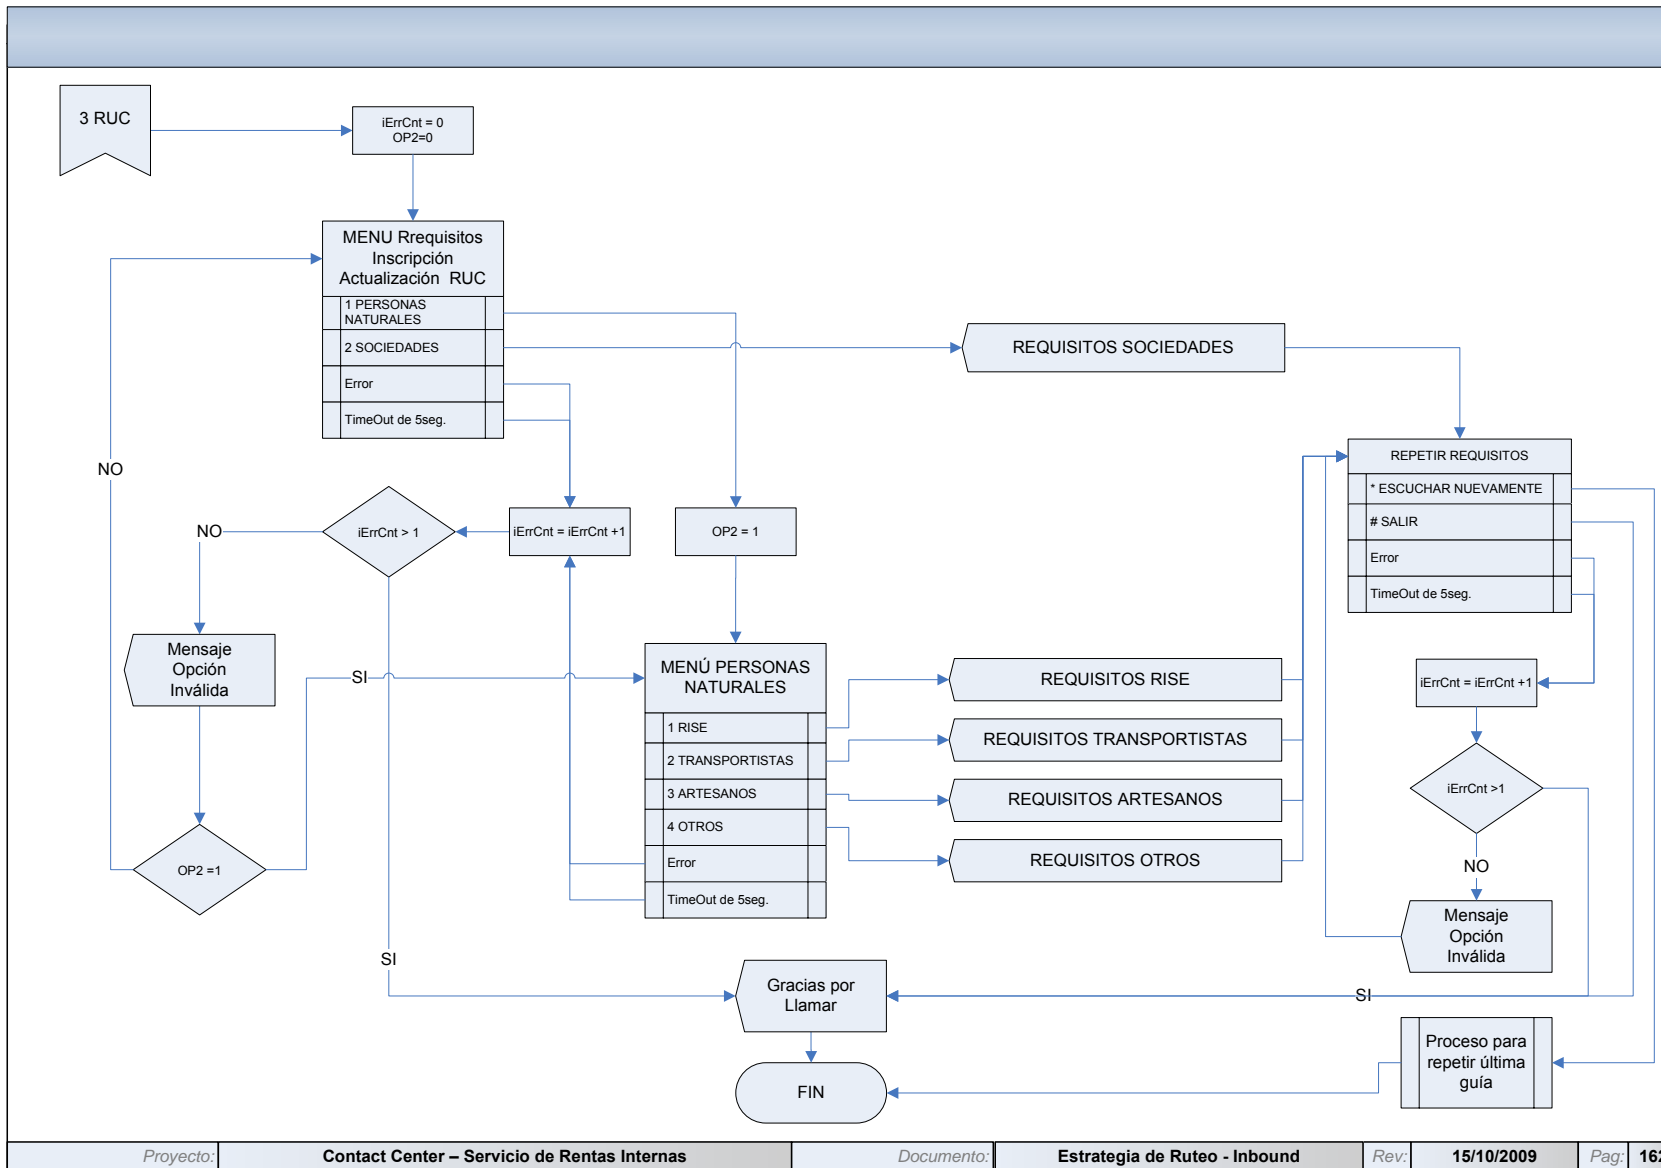 3 RUC
iErrCnt = 0
OP2=0
MENU Rrequisitos
Inscripción
Actualización RUC
1 PERSONAS
NATURALES
2 SOCIEDADES
Error
TimeOut de 5seg.
REQUISITOS SOCIEDADES
NO
REPETIR REQUISITOS
* ESCUCHAR NUEVAMENTE
# SALIR
Error
TimeOut de 5seg.
NO
iErrCnt > 1
iErrCnt = iErrCnt +1
OP2 = 1
Mensaje
Opción
Inválida
SI
MENÚ PERSONAS
NATURALES
1 RISE
2 TRANSPORTISTAS
3 ARTESANOS
4 OTROS
Error
TimeOut de 5seg.
REQUISITOS RISE
REQUISITOS TRANSPORTISTAS
REQUISITOS ARTESANOS
REQUISITOS OTROS
iErrCnt = iErrCnt +1
iErrCnt >1
NO
Mensaje
Opción
Inválida
OP2 =1
SI
Gracias por
Llamar
SI
Proceso para
repetir última
guía
FIN
Proyecto: Contact Center – Servicio de Rentas Internas Documento: Estrategia de Ruteo - Inbound Rev: 15/10/2009 Pag: 162